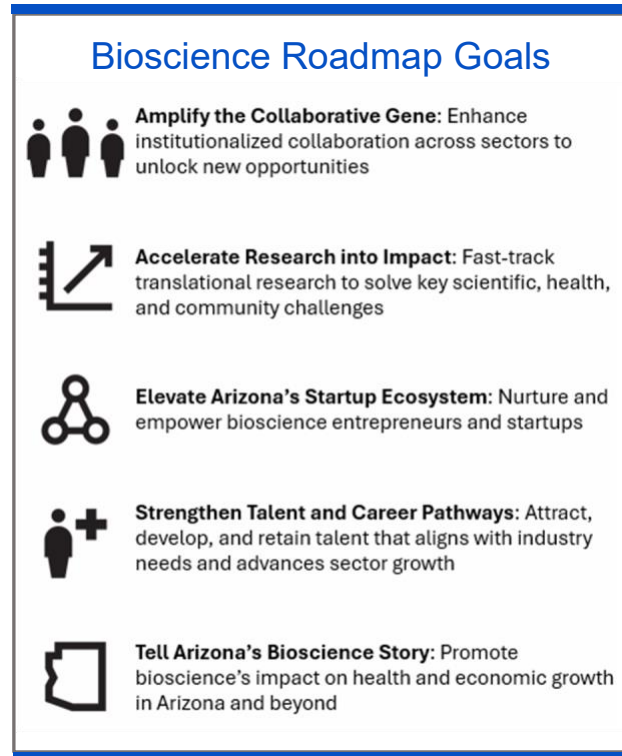 Bioscience Roadmap Goals
Amplify the Collaborative Gene: Enhance
institutionalized collaboration across sectors to
unlock new opportunities
Accelerate Research into Impact: Fast-track
translational research to solve key scientific, health,
and community challenges
Elevate Arizona’s Startup Ecosystem: Nurture and
empower bioscience entrepreneurs and startups
Strengthen Talent and Career Pathways: Attract,
develop, and retain talent that aligns with industry
needs and advances sector growth
Tell Arizona’s Bioscience Story: Promote
bioscience’s impact on health and economic growth
in Arizona and beyond